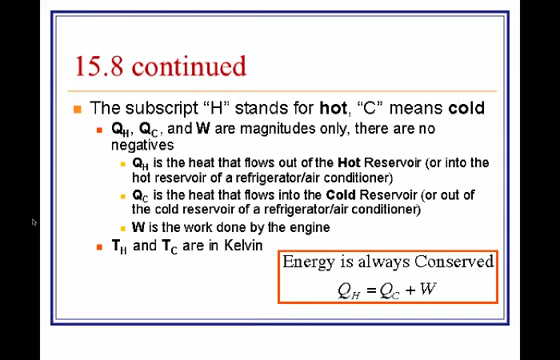 15.8 continued
The subscript “H” stands for hot, “C” means cold
QH, QC, and W are magnitudes only, there are no
negatives
QH is the heat that flows out of the Hot Reservoir (or into the
hot reservoir of a refrigerator/air conditioner)
QC is the heat that flows into the Cold Reservoir (or out of
the cold reservoir of a refrigerator/air conditioner)
W is the work done by the engine
TH and TC are in Kelvin
Energy is always Conserved
QH = QC + W